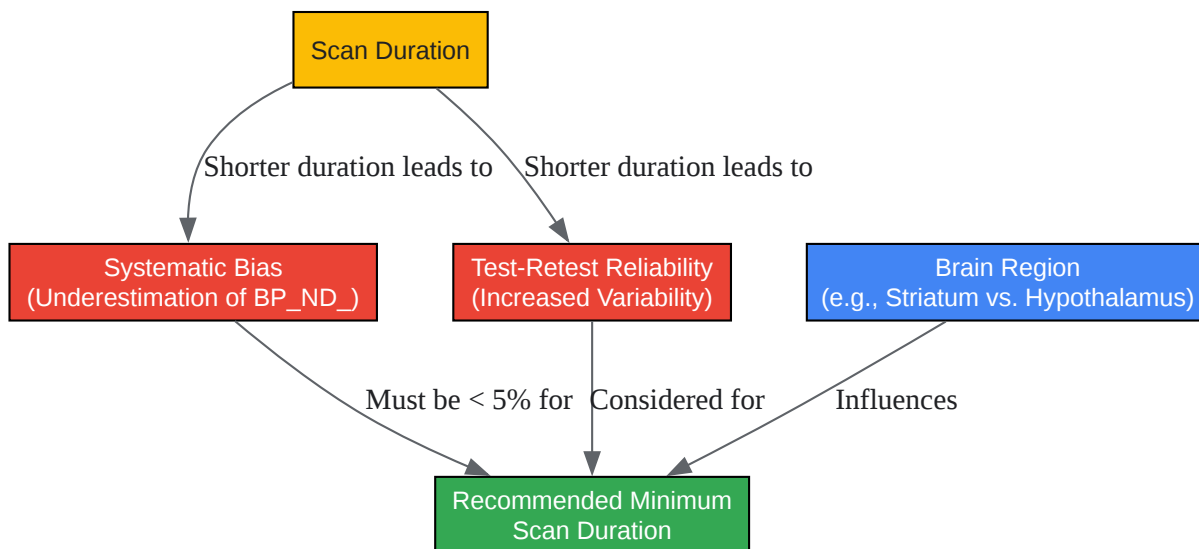 Scan Duration
Shorter duration leads to
Shorter duration leads to
Systematic Bias
(Underestimation of BP_ND_)
Test-Retest Reliability
(Increased Variability)
Brain Region
(e.g., Striatum vs. Hypothalamus)
Must be < 5% for
Considered for
Influences
Recommended Minimum
Scan Duration